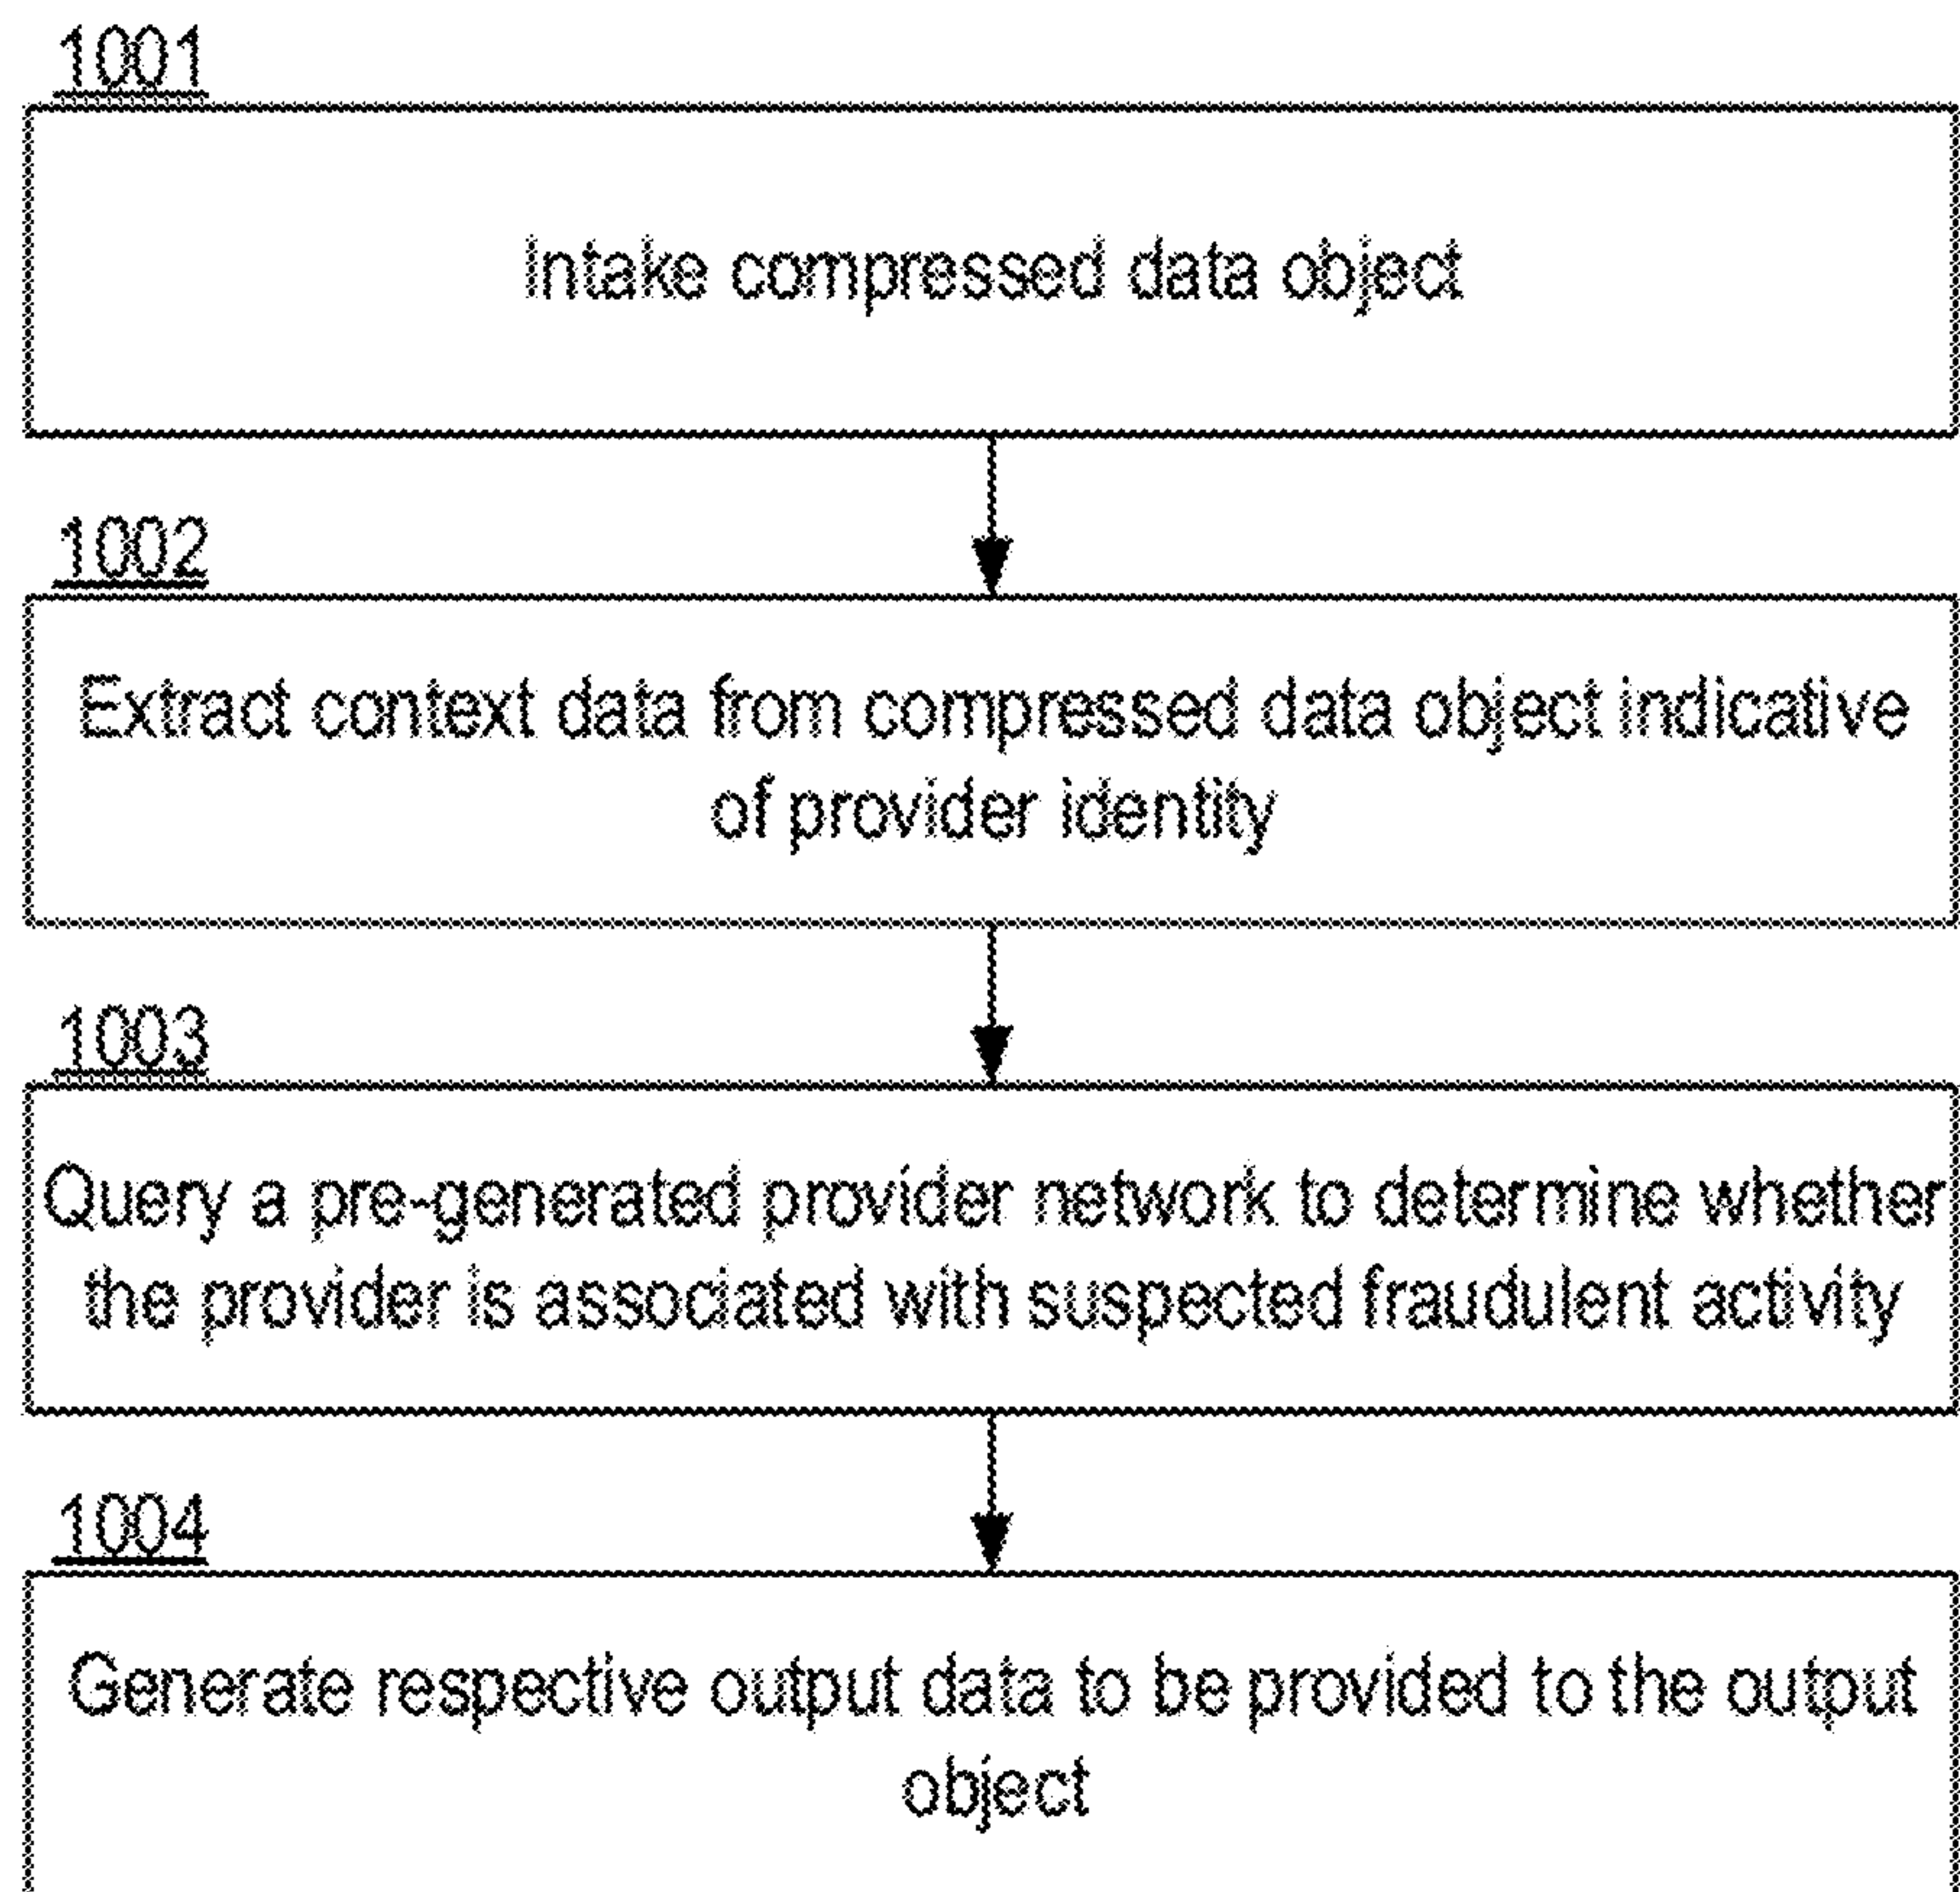 1001
Intake compressed data object
1002
Extract context data from compressed data object indicative
of provider identity
1003
Query a pre-generated provider network to determine whether
the provider is associated with suspected fraudulent activity
1004
Generate respective output data to be provided to the output
object